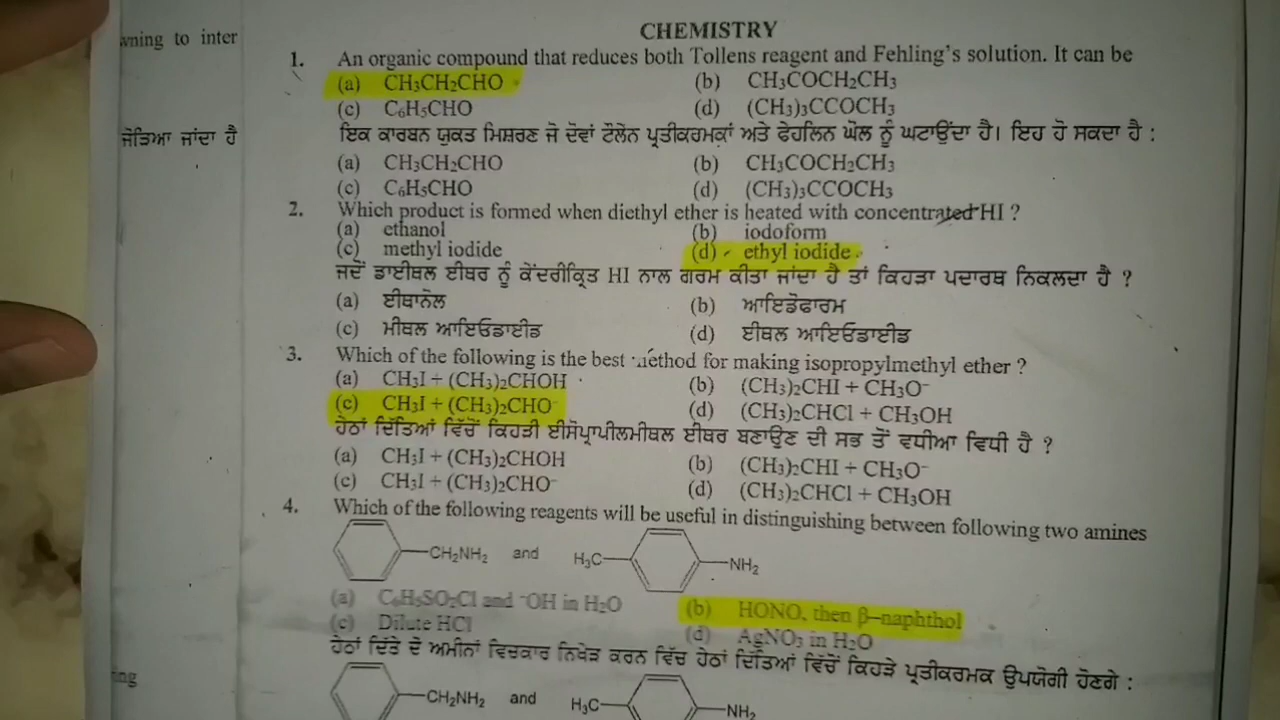 wning to inter
ਜੋੜਿਆ ਜਾਂਦਾ ਹੈ
ing
CHEMISTRY
1. An organic compound that reduces both Tollens reagent and Fehling's solution. It can be
(a) CH₃CH₂CHO (b) CH₃COCH₂CH₃
(c) C₆H₅CHO (d) (CH₃)₃CCOCH₃
ਇਕ ਕਾਰਬਨ ਯੁਕਤ ਮਿਸ਼ਰਣ ਜੋ ਦੋਵਾਂ ਟੌਲੇਨ ਪ੍ਰਤੀਕਰਮਕਾਂ ਅਤੇ ਫੇਹਲਿਨ ਘੋਲ ਨੂੰ ਘਟਾਉਂਦਾ ਹੈ। ਇਹ ਹੋ ਸਕਦਾ ਹੈ :
(a) CH₃CH₂CHO (b) CH₃COCH₂CH₃
(c) C₆H₅CHO (d) (CH₃)₃CCOCH₃
2. Which product is formed when diethyl ether is heated with concentrated HI ?
(a) ethanol (b) iodoform
(c) methyl iodide (d) ethyl iodide
ਜਦੋਂ ਡਾਈਥਲ ਈਥਰ ਨੂੰ ਕੇਂਦਰੀਕ੍ਰਿਤ HI ਨਾਲ ਗਰਮ ਕੀਤਾ ਜਾਂਦਾ ਹੈ ਤਾਂ ਕਿਹੜਾ ਪਦਾਰਥ ਨਿਕਲਦਾ ਹੈ ?
(a) ਈਥਾਨੋਲ (b) ਆਇਡੋਫਾਰਮ
(c) ਮੀਥਲ ਆਇਓਡਾਈਡ (d) ਈਥਲ ਆਇਓਡਾਈਡ
3. Which of the following is the best method for making isopropylmethyl ether ?
(a) CH₃I + (CH₃)₂CHOH (b) (CH₃)₂CHI + CH₃O⁻
(c) CH₃I + (CH₃)₂CHO⁻ (d) (CH₃)₂CHCl + CH₃OH
ਹੇਠਾਂ ਦਿੱਤਿਆਂ ਵਿੱਚੋਂ ਕਿਹੜੀ ਈਸੋਪ੍ਰਾਪੀਲਮੀਥਲ ਈਥਰ ਬਣਾਉਣ ਦੀ ਸਭ ਤੋਂ ਵਧੀਆ ਵਿਧੀ ਹੈ ?
(a) CH₃I + (CH₃)₂CHOH (b) (CH₃)₂CHI + CH₃O⁻
(c) CH₃I + (CH₃)₂CHO⁻ (d) (CH₃)₂CHCl + CH₃OH
4. Which of the following reagents will be useful in distinguishing between following two amines
CH₂NH₂ and H₃C NH₂
(a) C₆H₅SO₂Cl and ⁻OH in H₂O (b) HONO, then β–naphthol
(c) Dilute HCl (d) AgNO₃ in H₂O
ਹੇਠਾਂ ਦਿੱਤੇ ਦੋ ਅਮੀਨਾਂ ਵਿਚਕਾਰ ਨਿਖੇੜ ਕਰਨ ਵਿੱਚ ਹੇਠਾਂ ਦਿੱਤਿਆਂ ਵਿੱਚੋਂ ਕਿਹੜੇ ਪ੍ਰਤੀਕਰਮਕ ਉਪਯੋਗੀ ਹੋਣਗੇ :
CH₂NH₂ and H₃C NH₂